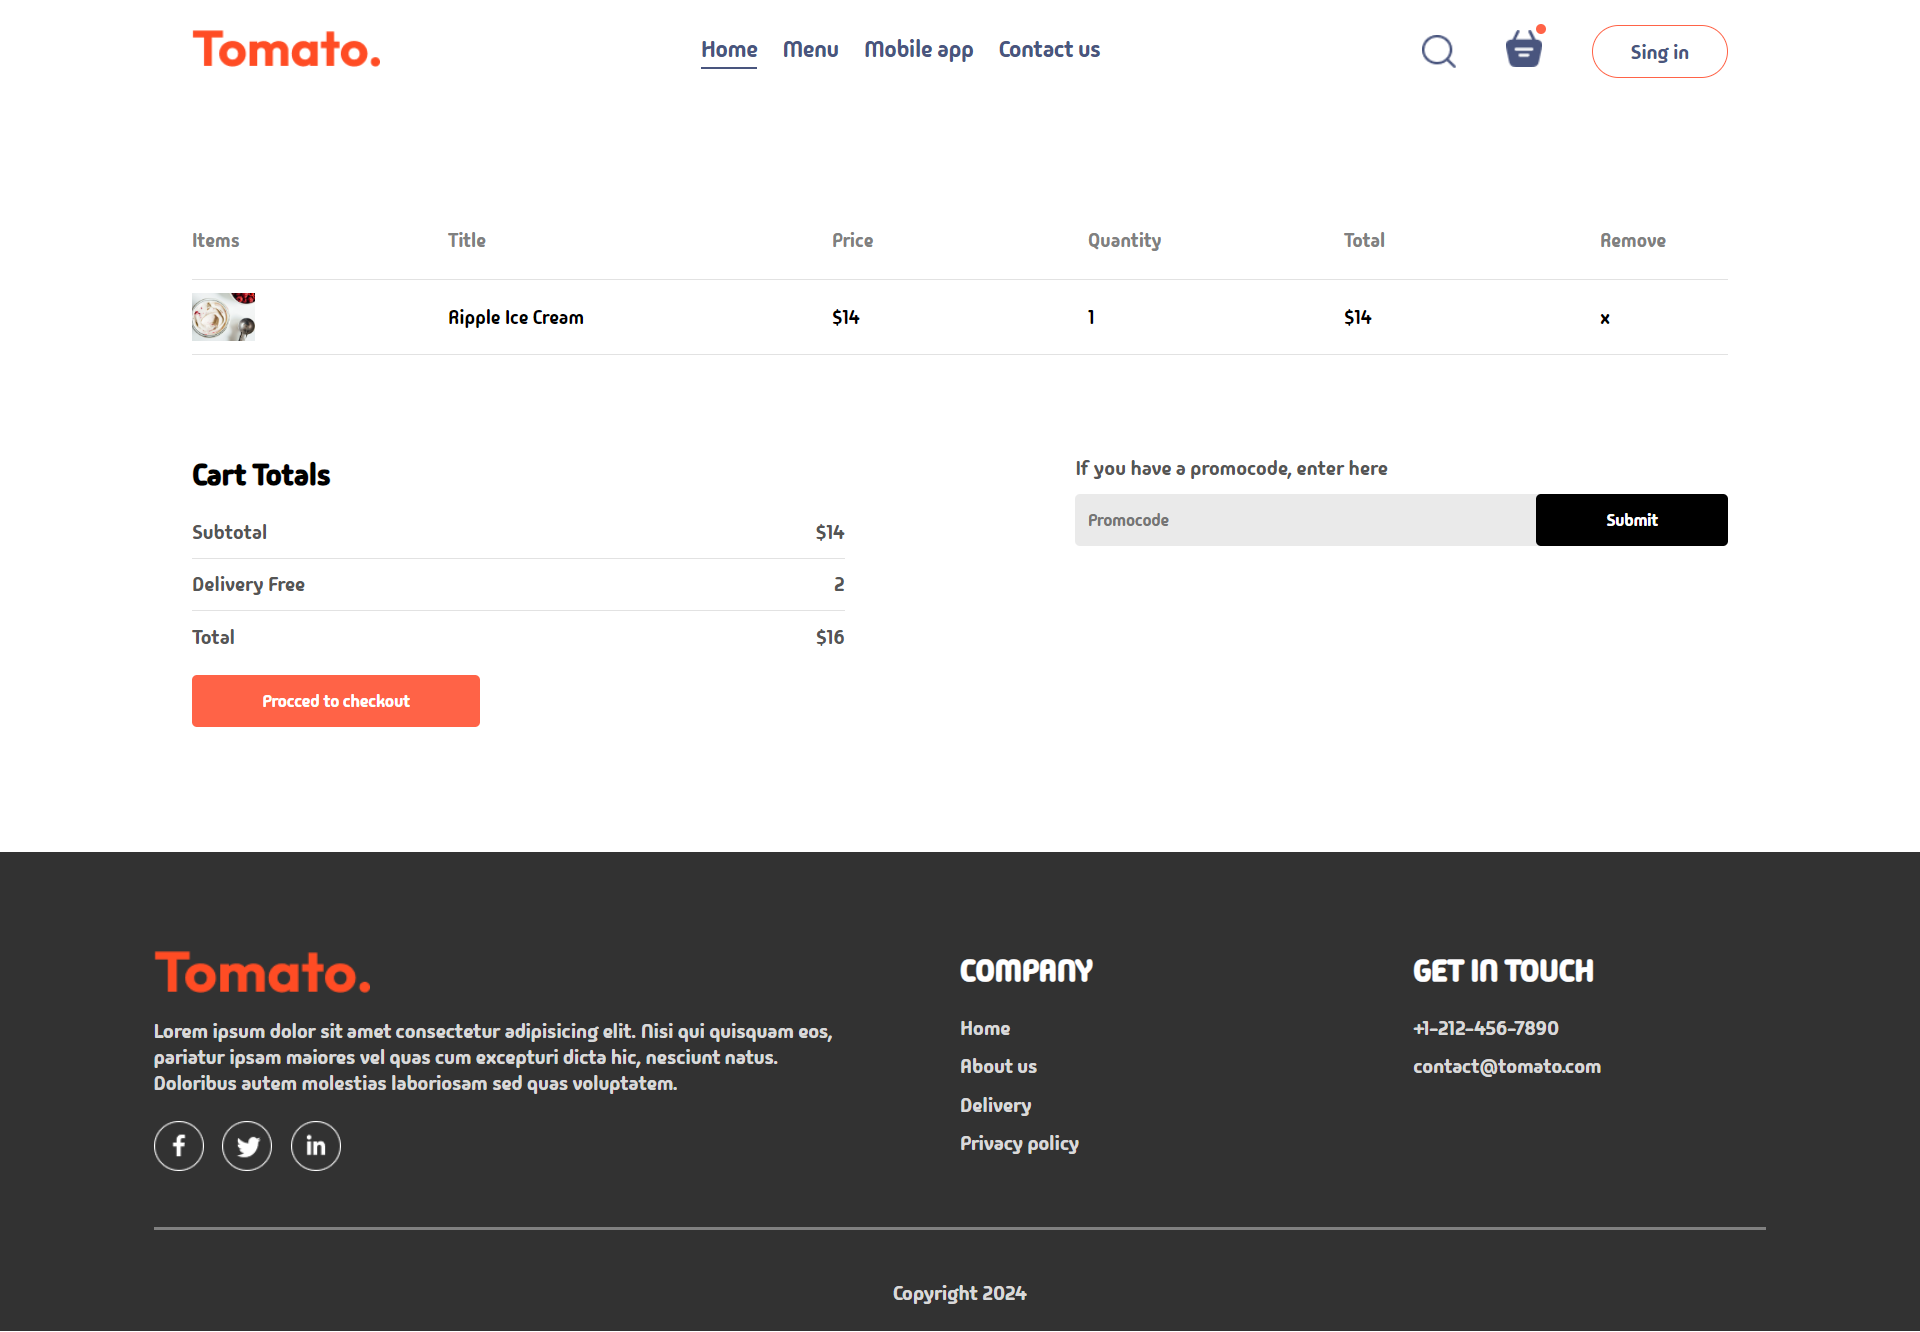 Tomato.
Home Menu Mobile app Contact us
Sing in
Items Title Price Quantity Total Remove
Ripple Ice Cream $14 1 $14 x
Cart Totals
Subtotal $14
Delivery Free 2
Total $16
Procced to checkout
If you have a promocode, enter here
Promocode Submit
Tomato.
Lorem ipsum dolor sit amet consectetur adipisicing elit. Nisi qui quisquam eos,
pariatur ipsam maiores vel quas cum excepturi dicta hic, nesciunt natus.
Doloribus autem molestias laboriosam sed quas voluptatem.
f
in
COMPANY
Home
About us
Delivery
Privacy policy
GET IN TOUCH
+1-212-456-7890
contact@tomato.com
Copyright 2024